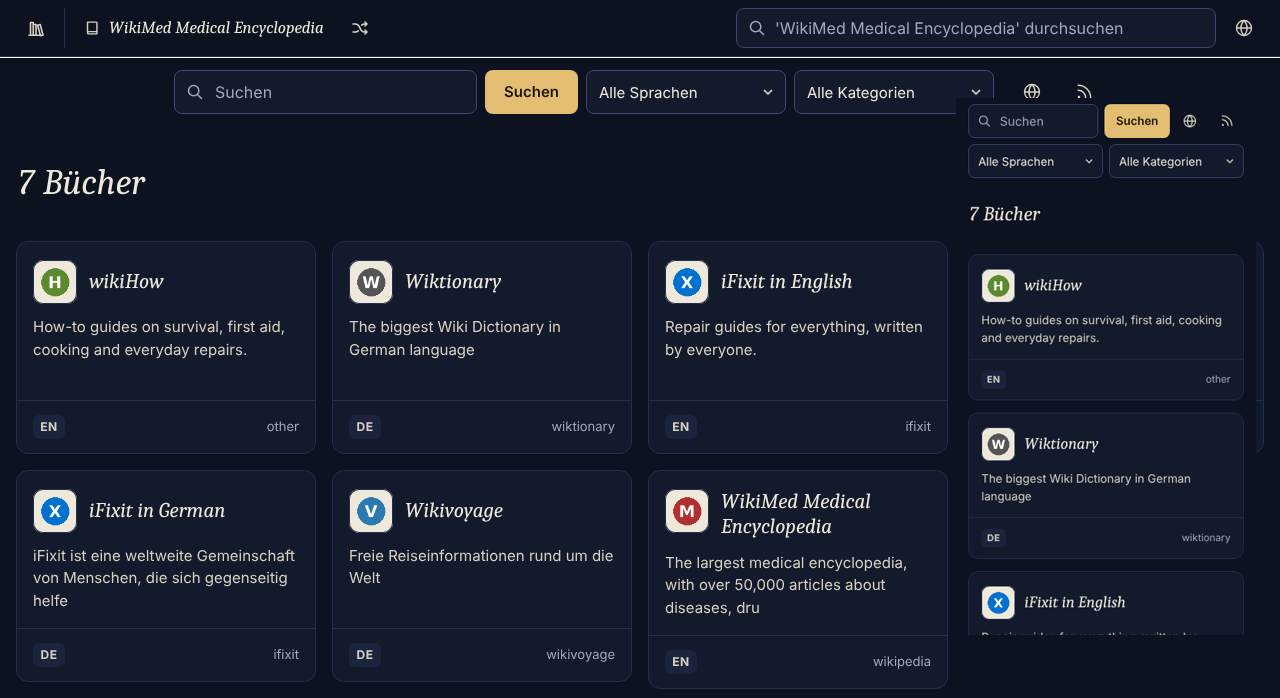 WikiMed Medical Encyclopedia
'WikiMed Medical Encyclopedia' durchsuchen
Suchen
Suchen
Alle Sprachen
Alle Kategorien
7 Bücher
H
wikiHow
How-to guides on survival, first aid,
cooking and everyday repairs.
EN
other
W
Wiktionary
The biggest Wiki Dictionary in
German language
DE
wiktionary
X
iFixit in English
Repair guides for everything, written
by everyone.
EN
ifixit
X
iFixit in German
iFixit ist eine weltweite Gemeinschaft
von Menschen, die sich gegenseitig
helfe
DE
ifixit
V
Wikivoyage
Freie Reiseinformationen rund um die
Welt
DE
wikivoyage
M
WikiMed Medical
Encyclopedia
The largest medical encyclopedia,
with over 50,000 articles about
diseases, dru
EN
wikipedia
Suchen
Suchen
Alle Sprachen
Alle Kategorien
7 Bücher
H
wikiHow
How-to guides on survival, first aid, cooking
and everyday repairs.
EN
other
W
Wiktionary
The biggest Wiki Dictionary in German
language
DE
wiktionary
X
iFixit in English